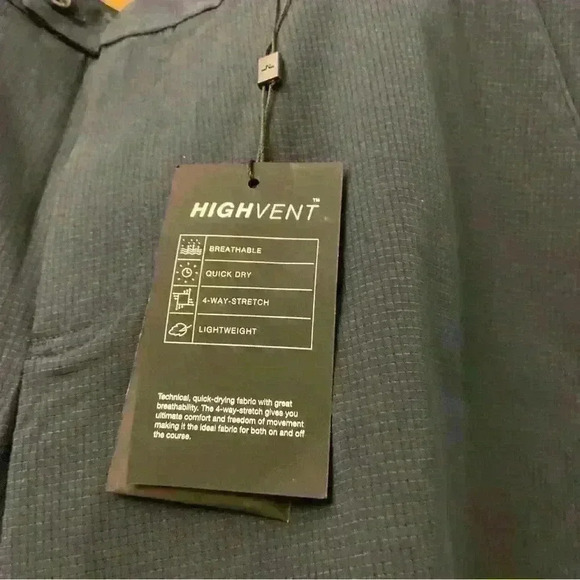 HIGHVENT™
BREATHABLE
QUICK DRY
4-WAY-STRETCH
LIGHTWEIGHT
Technical, quick-drying fabric with great
breathability. The 4-way-stretch gives you
ultimate comfort and freedom of movement
making it the ideal fabric for both on and off
the course.